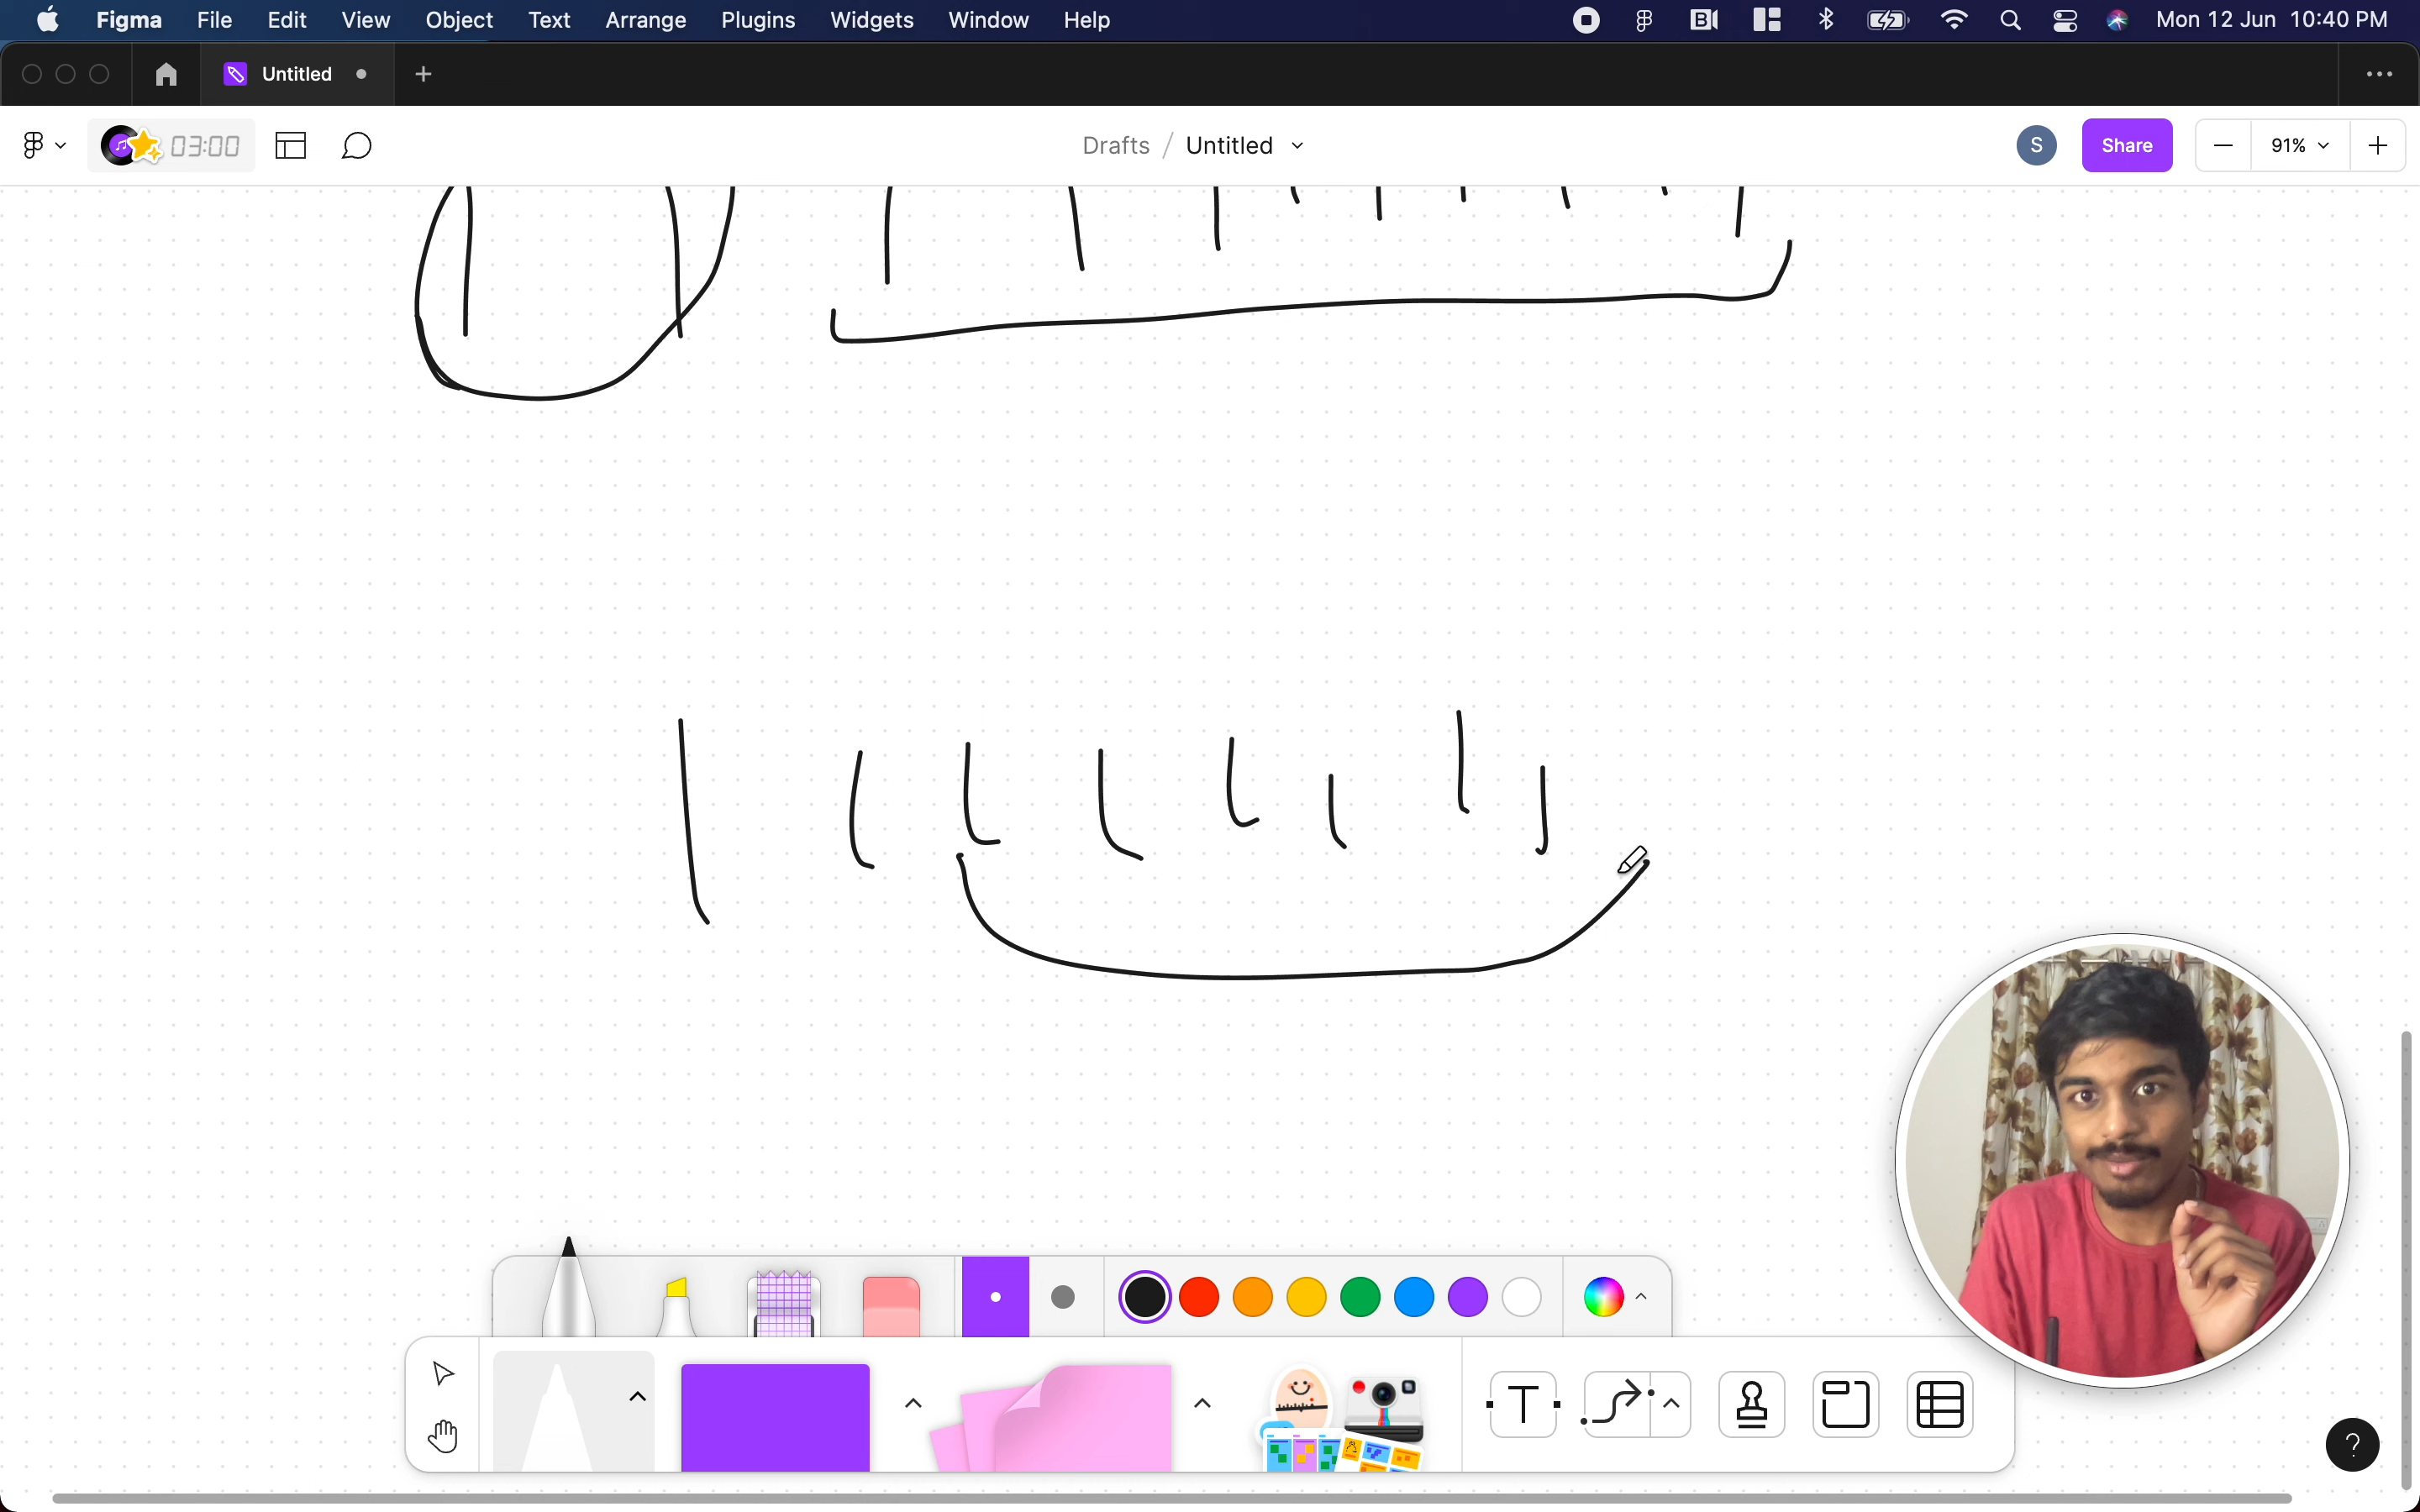 Figma File Edit View Object Text Arrange Plugins Widgets Window Help Mon 12 Jun 10:40 PM
Untitled
03:00 Drafts / Untitled S Share 91%
T
?